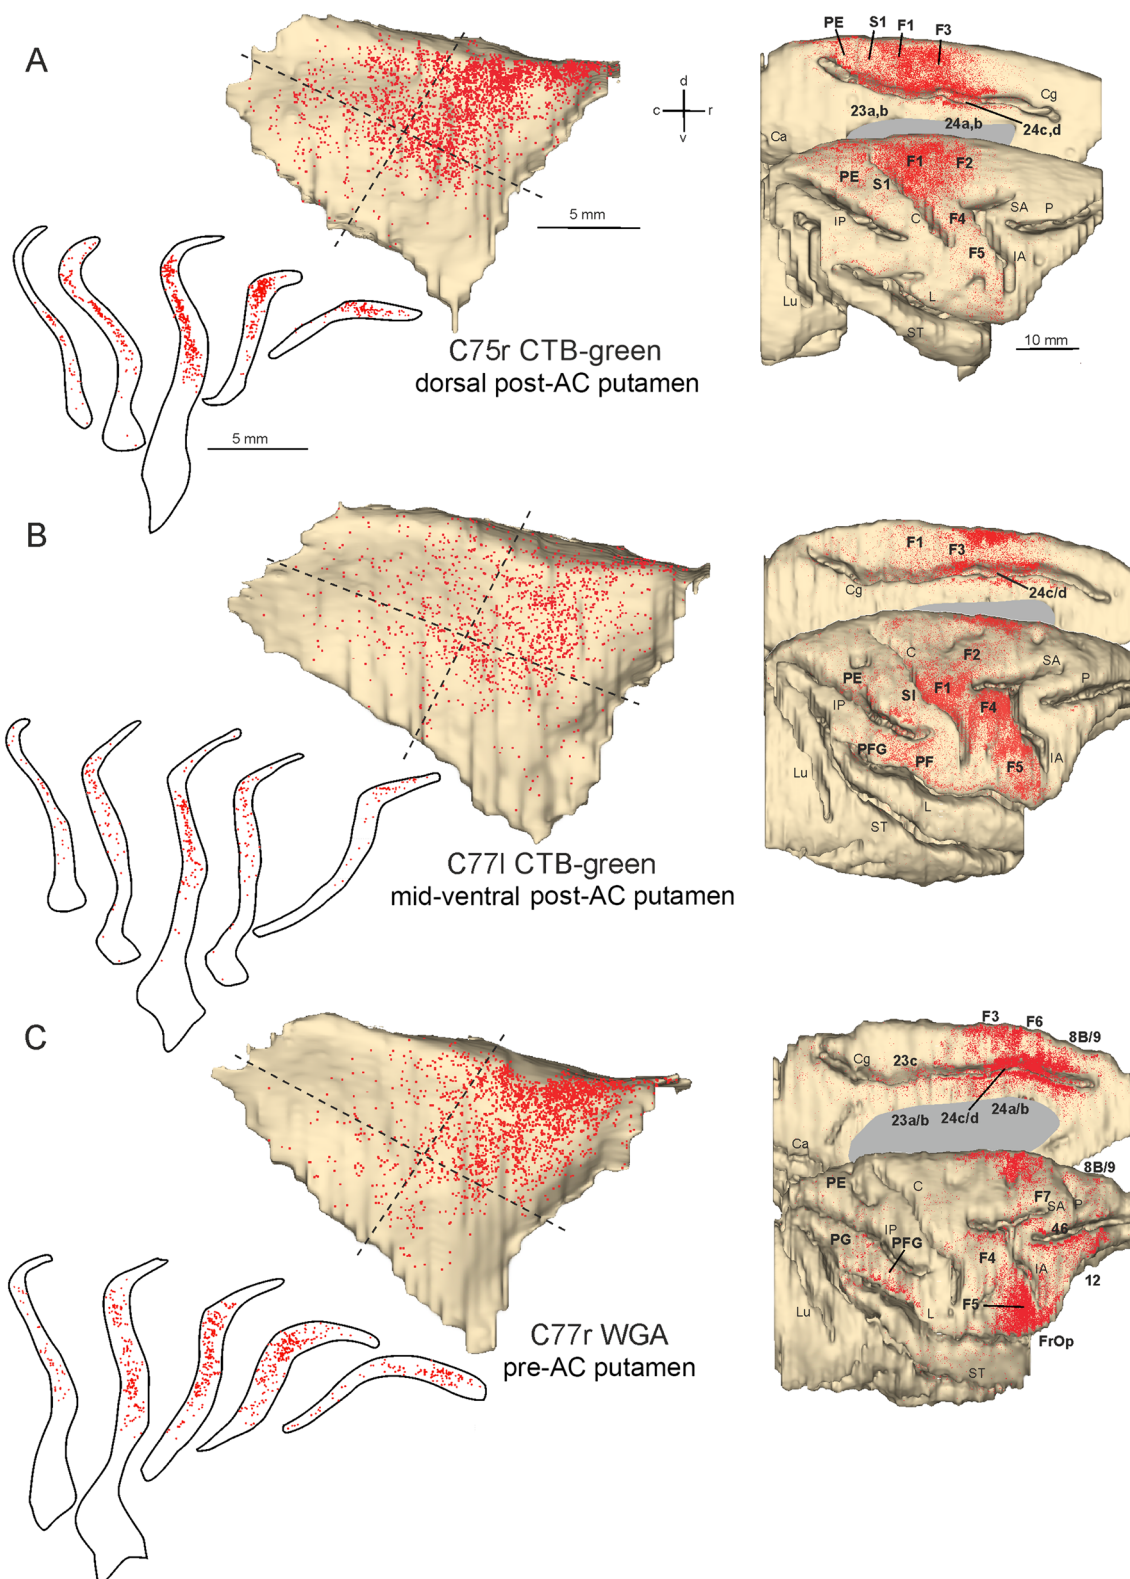 A
d
c r
v
5 mm
5 mm
C75r CTB-green
dorsal post-AC putamen
PE S1 F1 F3
Cg
23a,b 24a,b 24c,d
Ca
PE S1 F1 F2
IP C F4 SA P
F5 IA
Lu L
ST
10 mm
B
C77l CTB-green
mid-ventral post-AC putamen
F1 F3
Cg 24c/d
C F2 SA
PE SI F1 P
IP F4
PFG PF F5 IA
Lu L
ST
C
C77r WGA
pre-AC putamen
F3 F6 8B/9
Cg 23c
23a/b 24c/d 24a/b
Ca
8B/9
PE C F7 SA P
IP 46
PG PFG F4 IA
12
Lu L F5
FrOp
ST